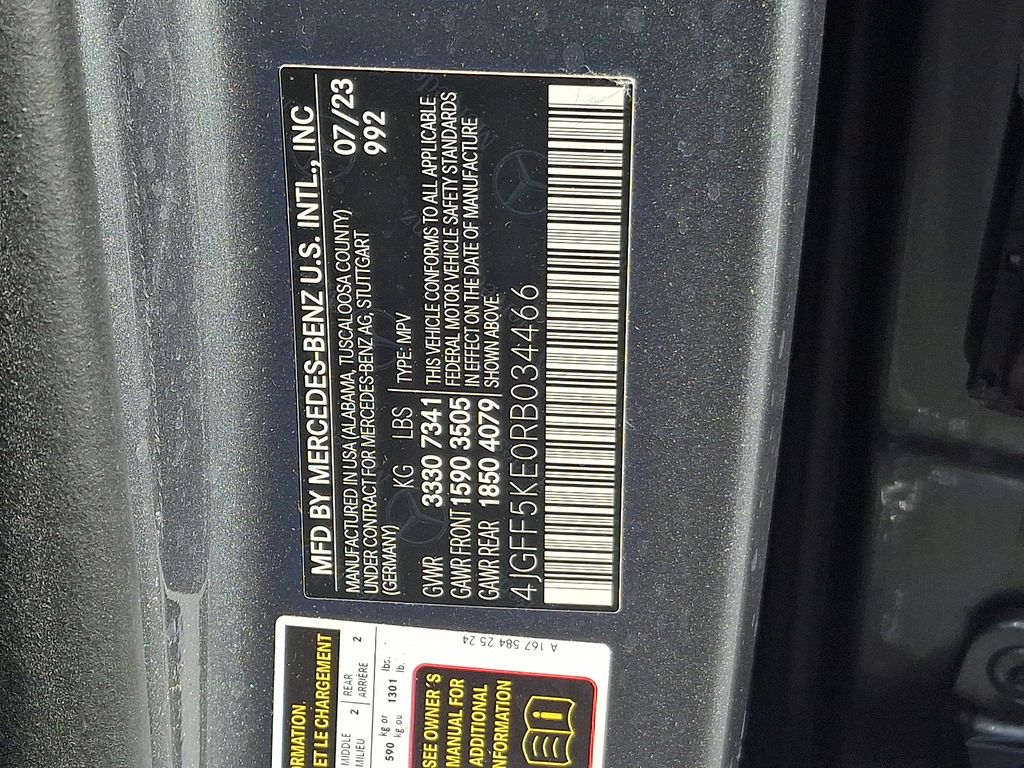 MFD BY MERCEDES-BENZ U.S. INTL., INC
MANUFACTURED IN USA (ALABAMA, TUSCALOOSA COUNTY) 07/23
UNDER CONTRACT FOR MERCEDES-BENZ AG, STUTTGART 992
(GERMANY)
KG LBS TYPE: MPV
GVWR 3330 7341
GAWR FRONT 1590 3505
GAWR REAR 1850 4079
THIS VEHICLE CONFORMS TO ALL APPLICABLE
FEDERAL MOTOR VEHICLE SAFETY STANDARDS
IN EFFECT ON THE DATE OF MANUFACTURE
SHOWN ABOVE.
4JGFF5KE0RB034466
ET LE CHARGEMENT
MIDDLE 2 REAR 2
MILIEU ARRIÈRE
590 kg or 1301 lbs.
kg ou lb.
SEE OWNER'S
MANUAL FOR
ADDITIONAL
INFORMATION
A 167 584 25 24